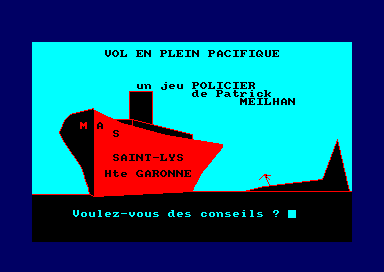 VOL EN PLEIN PACIFIQUE
un jeu POLICIER
de Patrick
MEILHAN
M A
S
SAINT-LYS
Hte GARONNE
Voulez-vous des conseils ?